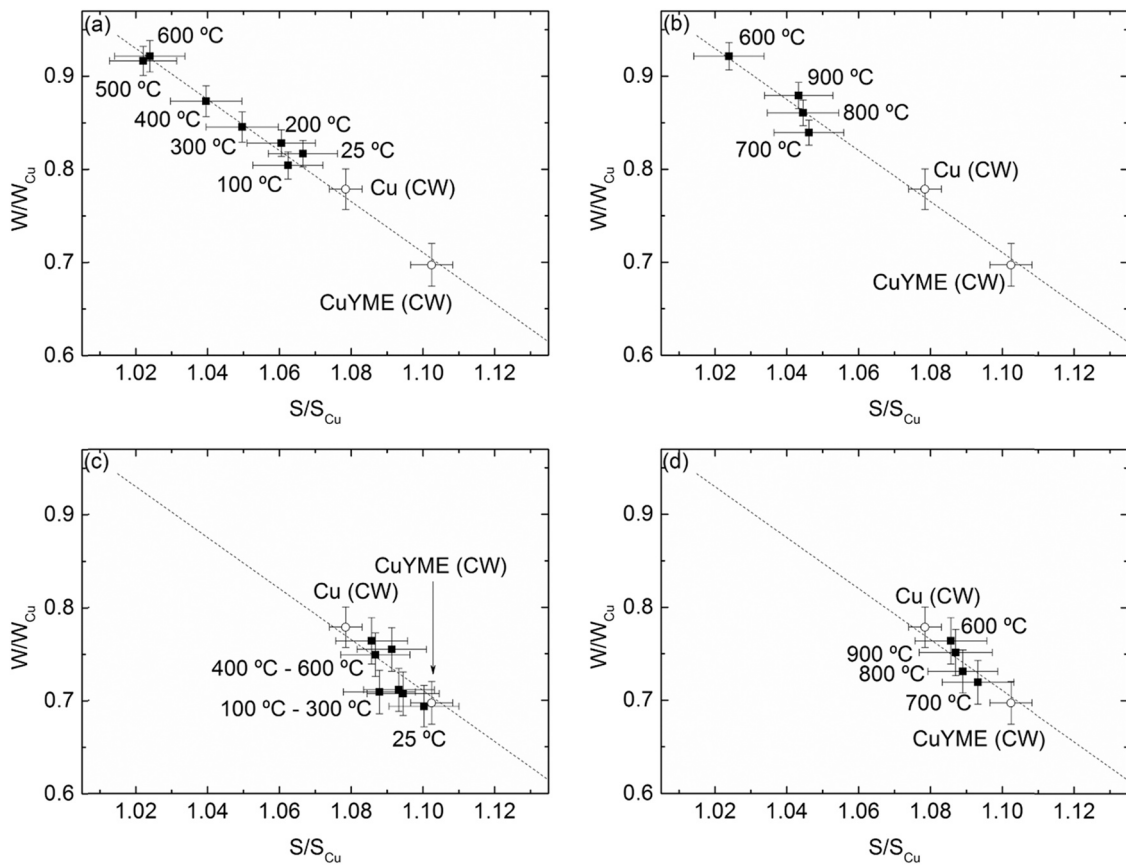 (a)
600 ºC
500 ºC
400 ºC
300 ºC
200 ºC
25 ºC
100 ºC
Cu (CW)
CuYME (CW)
0.9
0.8
0.7
0.6
W/W_Cu
1.02 1.04 1.06 1.08 1.10 1.12
S/S_Cu
(b)
600 ºC
900 ºC
800 ºC
700 ºC
Cu (CW)
CuYME (CW)
0.9
0.8
0.7
0.6
W/W_Cu
1.02 1.04 1.06 1.08 1.10 1.12
S/S_Cu
(c)
CuYME (CW)
Cu (CW)
400 ºC - 600 ºC
100 ºC - 300 ºC
25 ºC
0.9
0.8
0.7
0.6
W/W_Cu
1.02 1.04 1.06 1.08 1.10 1.12
S/S_Cu
(d)
Cu (CW)
600 ºC
900 ºC
800 ºC
700 ºC
CuYME (CW)
0.9
0.8
0.7
0.6
W/W_Cu
1.02 1.04 1.06 1.08 1.10 1.12
S/S_Cu